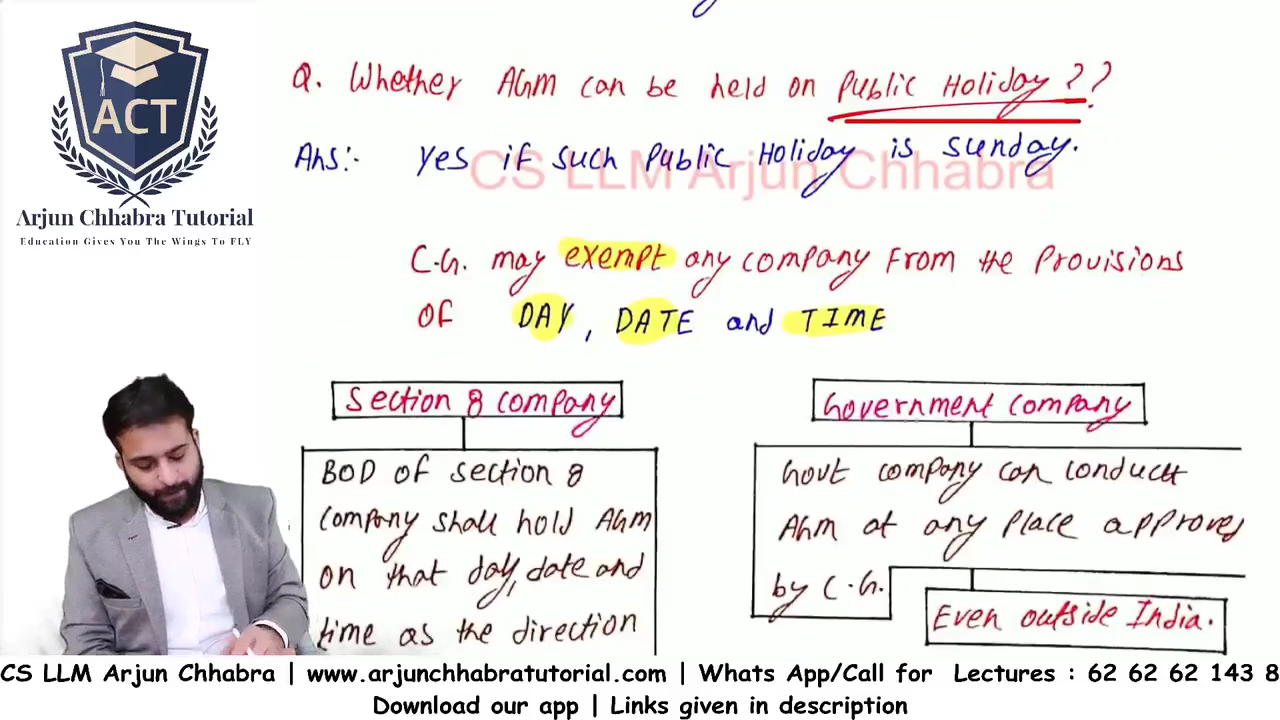 ACT
Arjun Chhabra Tutorial
Education Gives You The Wings To FLY
Q. Whether AGM can be held on Public Holiday ??
Ans:- Yes if such Public Holiday is Sunday.
CS LLM Arjun Chhabra
C.G. may exempt any company From the Provisions
OF DAY, DATE and TIME
Section 8 company
BOD OF Section 8
Company shall hold AGM
on that day, date and
time as the direction
Government company
Govt company can conduct
AGM at any Place approves
by C.G.
Even outside India.
CS LLM Arjun Chhabra | www.arjunchhabratutorial.com | Whats App/Call for Lectures : 62 62 62 143 8
Download our app | Links given in description